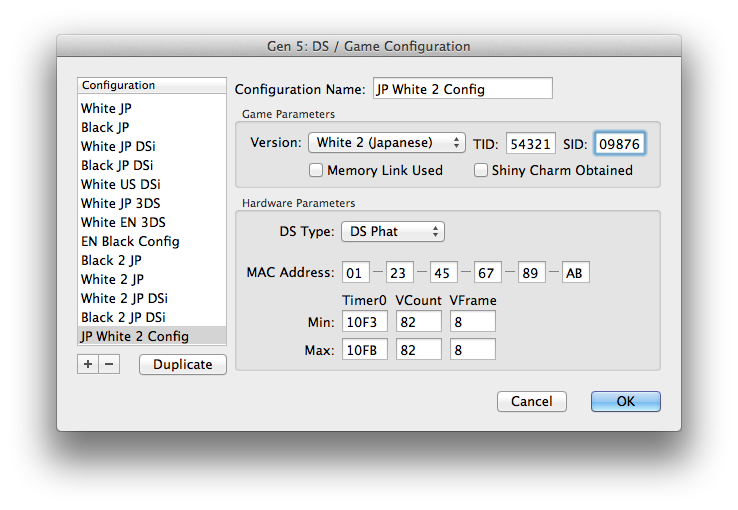 Gen 5: DS / Game Configuration
Configuration
White JP
Black JP
White JP DSi
Black JP DSi
White US DSi
White JP 3DS
White EN 3DS
EN Black Config
Black 2 JP
White 2 JP
White 2 JP DSi
Black 2 JP DSi
JP White 2 Config
+ − Duplicate
Configuration Name: JP White 2 Config
Game Parameters
Version: White 2 (Japanese) TID: 54321 SID: 09876
Memory Link Used Shiny Charm Obtained
Hardware Parameters
DS Type: DS Phat
MAC Address: 01 – 23 – 45 – 67 – 89 – AB
Timer0 VCount VFrame
Min: 10F3 82 8
Max: 10FB 82 8
Cancel OK